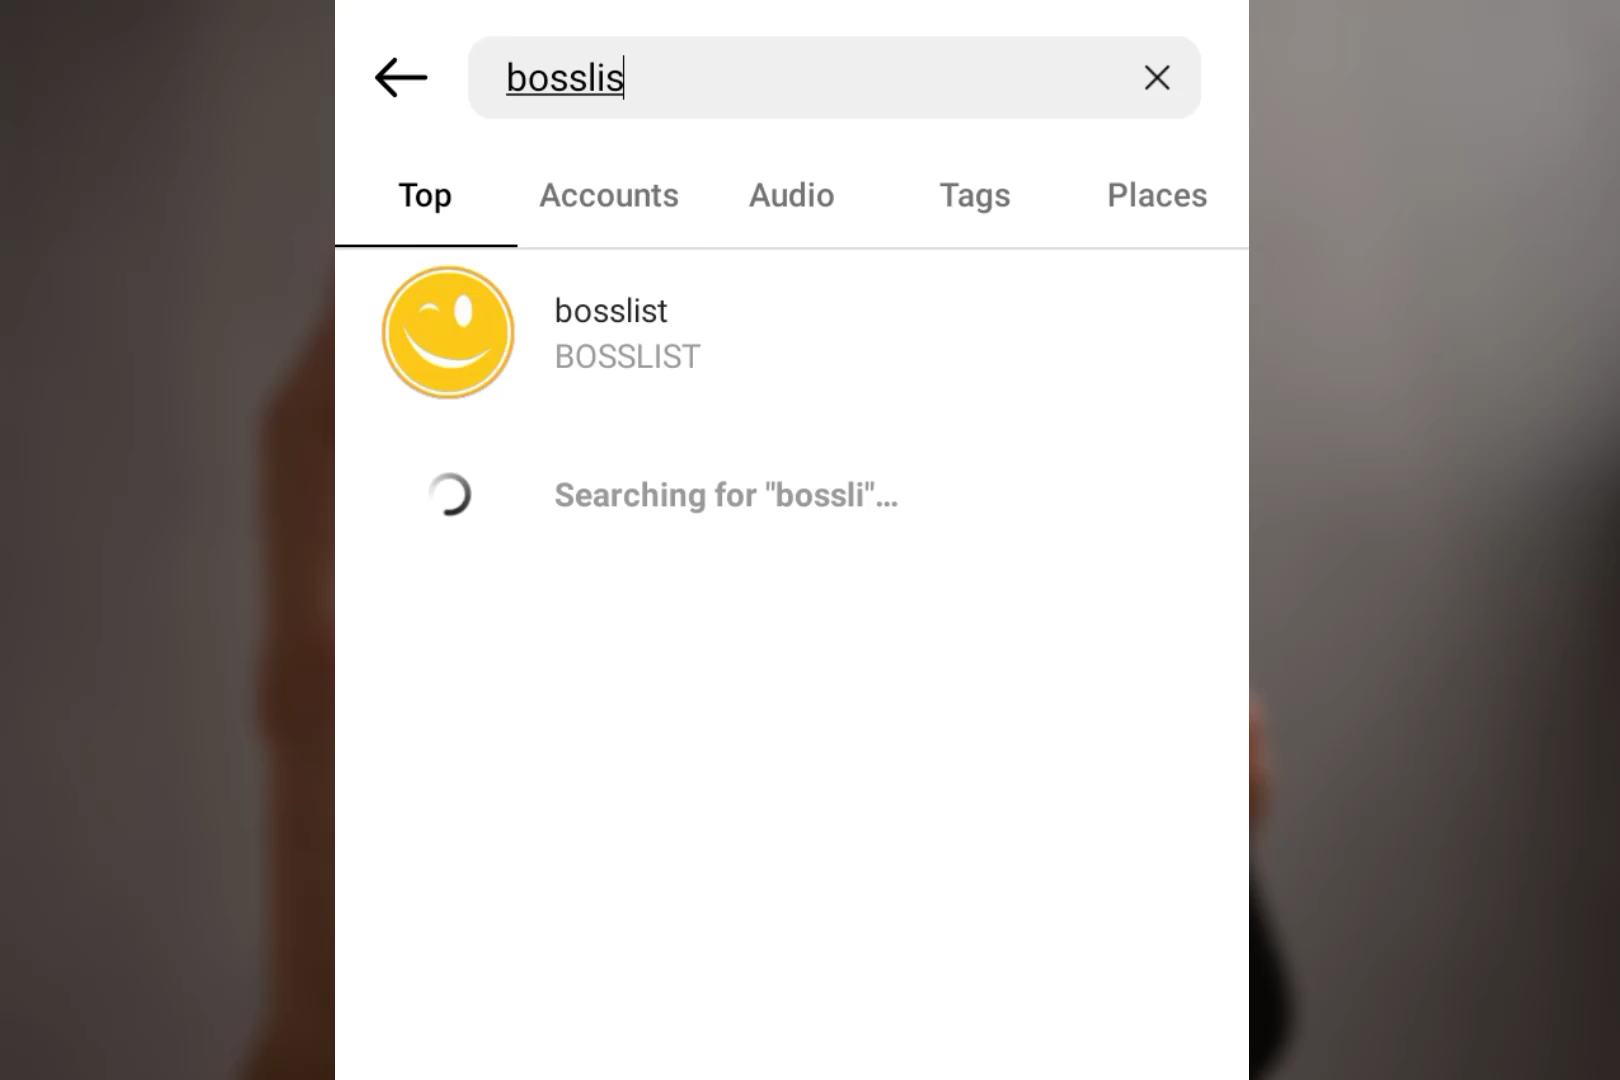 bosslis
Top Accounts Audio Tags Places
bosslist
BOSSLIST
Searching for "bossli"...